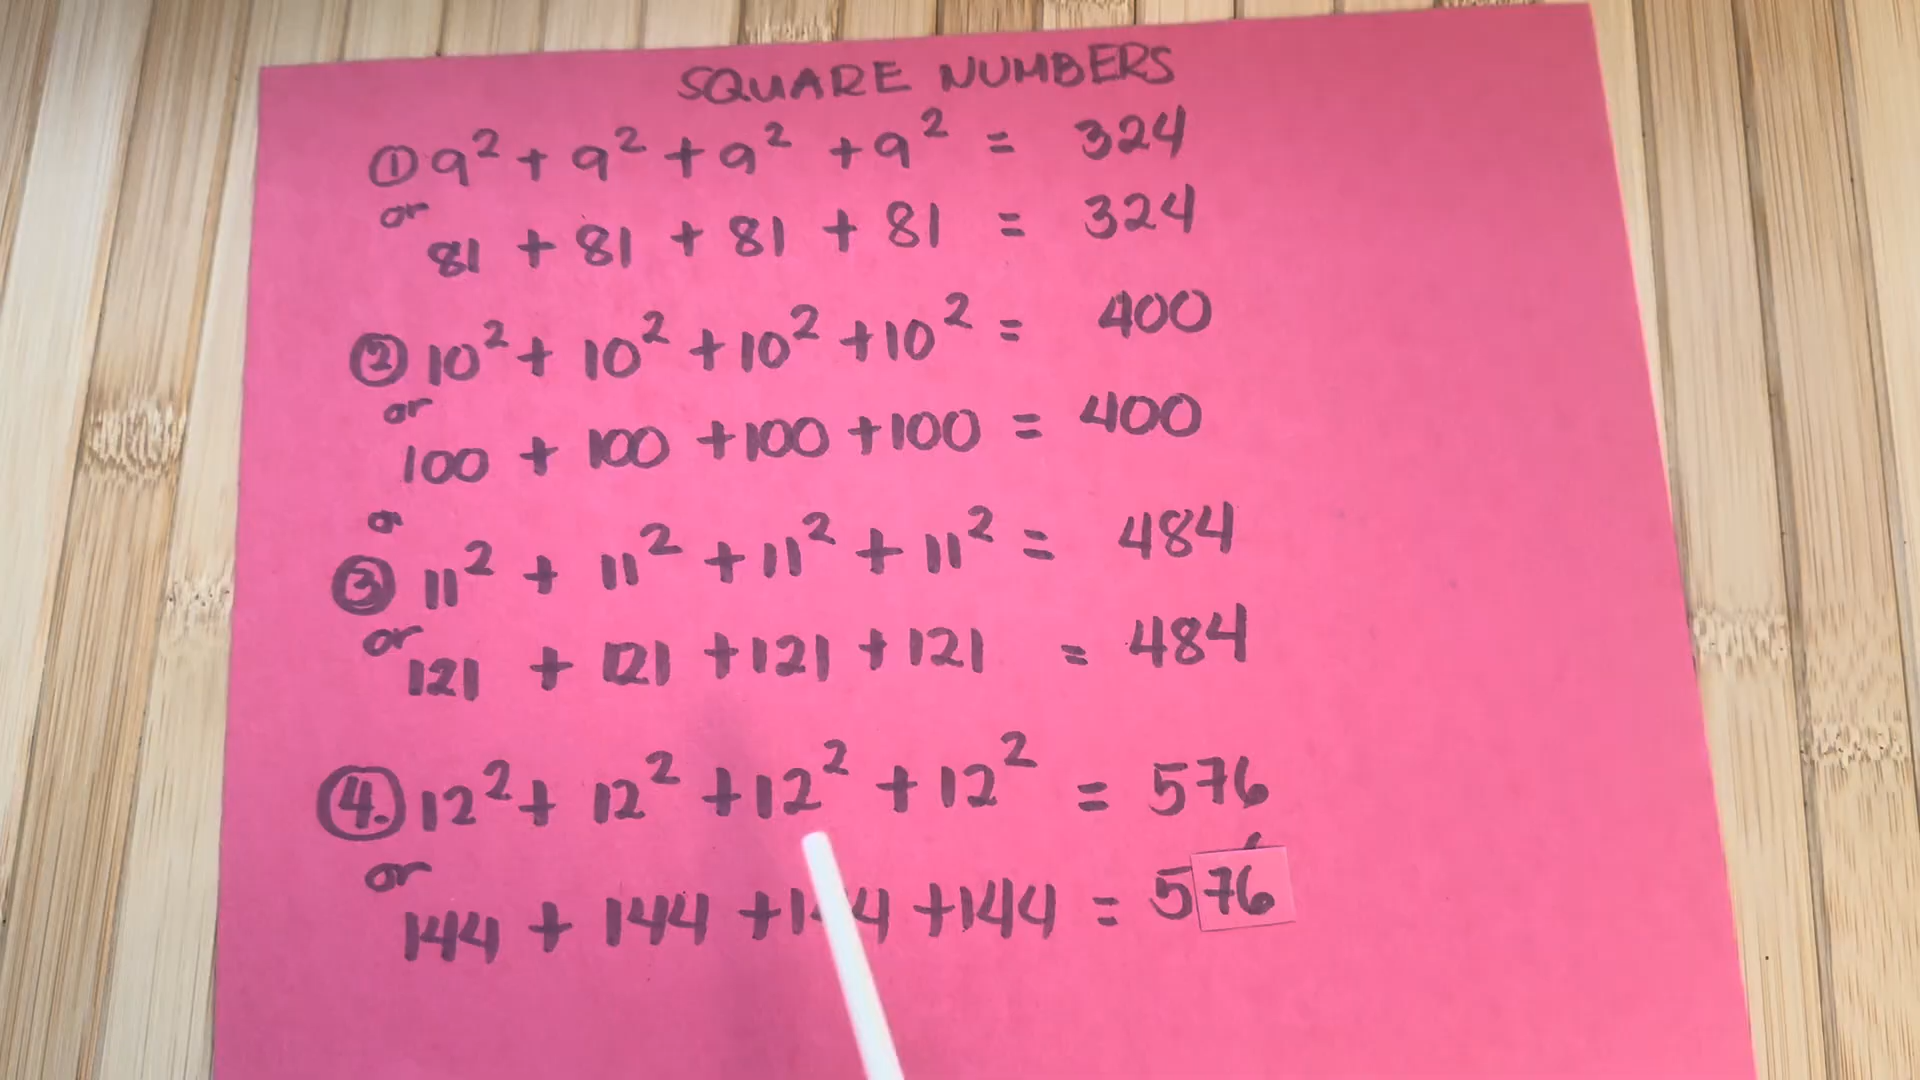 SQUARE NUMBERS
① 9² + 9² + 9² + 9² = 324
or
81 + 81 + 81 + 81 = 324
② 10² + 10² + 10² + 10² = 400
or
100 + 100 + 100 + 100 = 400
or
③ 11² + 11² + 11² + 11² = 484
or
121 + 121 + 121 + 121 = 484
④. 12² + 12² + 12² + 12² = 576
or
144 + 144 + 144 + 144 = 576